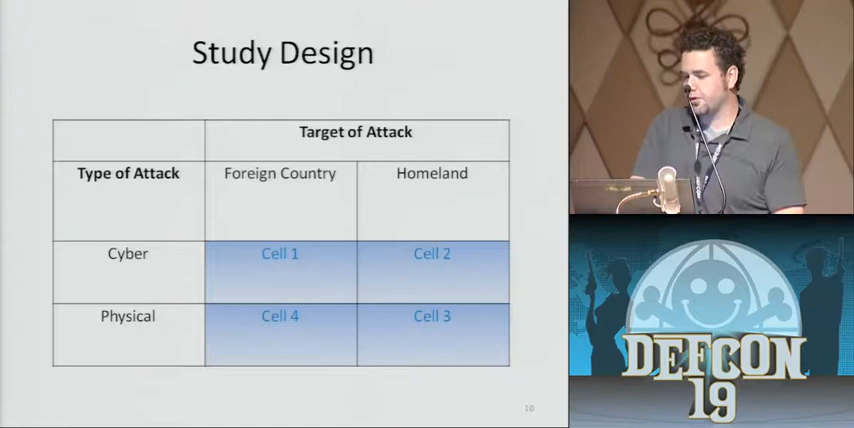 Study Design
Target of Attack
Type of Attack Foreign Country Homeland
Cyber Cell 1 Cell 2
Physical Cell 4 Cell 3
10
DEFCON
19